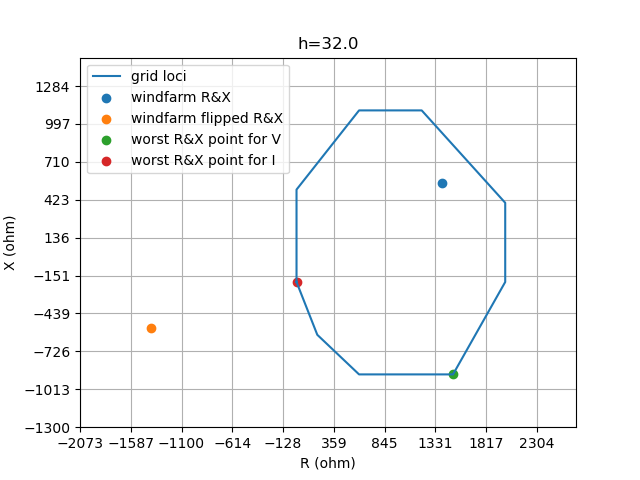 h=32.0
grid loci
windfarm R&X
windfarm flipped R&X
worst R&X point for V
worst R&X point for I
1284
997
710
423
136
−151
−439
−726
−1013
−1300
X (ohm)
−2073 −1587 −1100 −614 −128 359 845 1331 1817 2304
R (ohm)